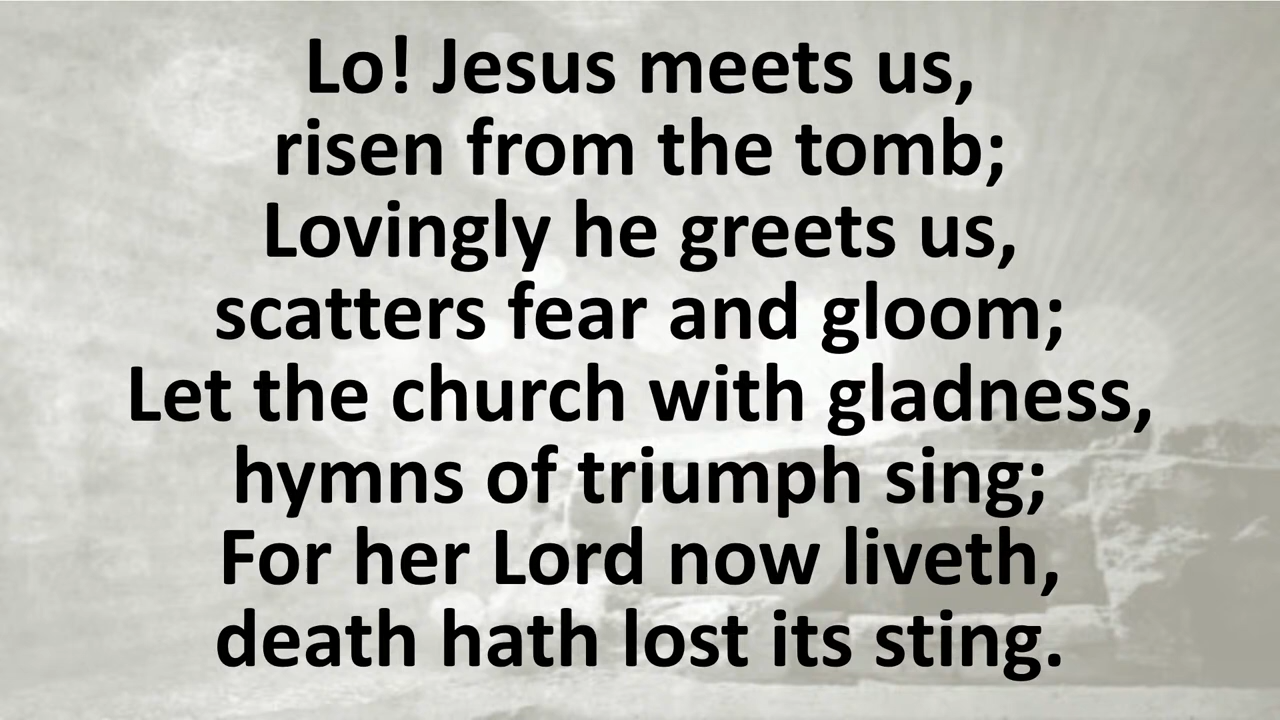 Lo! Jesus meets us,
risen from the tomb;
Lovingly he greets us,
scatters fear and gloom;
Let the church with gladness,
hymns of triumph sing;
For her Lord now liveth,
death hath lost its sting.